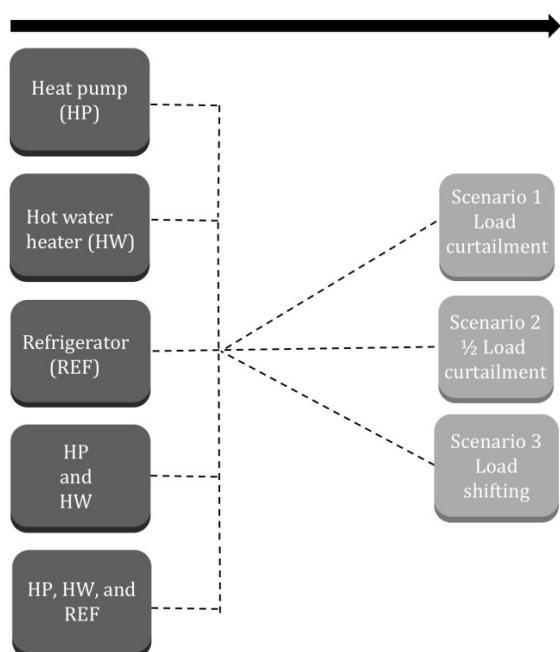 Heat pump
(HP)
Hot water
heater (HW)
Refrigerator
(REF)
HP
and
HW
HP, HW, and
REF
Scenario 1
Load
curtailment
Scenario 2
½ Load
curtailment
Scenario 3
Load
shifting